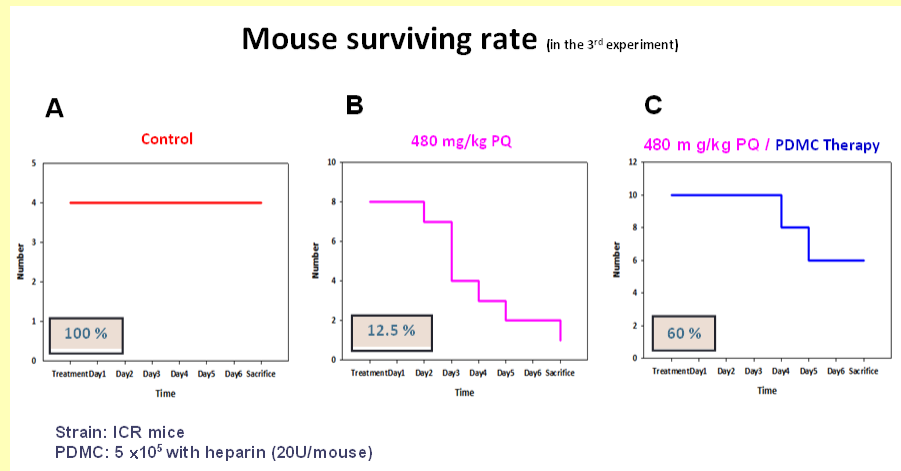 Mouse surviving rate (in the 3rd experiment)
A
Control
5
4
3
2
1
0
Number
100 %
Treatment Day1 Day2 Day3 Day4 Day5 Day6 Sacrifice
Time
B
480 mg/kg PQ
10
8
6
4
2
0
Number
12.5 %
Treatment Day1 Day2 Day3 Day4 Day5 Day6 Sacrifice
Time
C
480 m g/kg PQ / PDMC Therapy
12
10
8
6
4
2
0
Number
60 %
Treatment Day1 Day2 Day3 Day4 Day5 Day6 Sacrifice
Time
Strain: ICR mice
PDMC: 5 x10⁵ with heparin (20U/mouse)